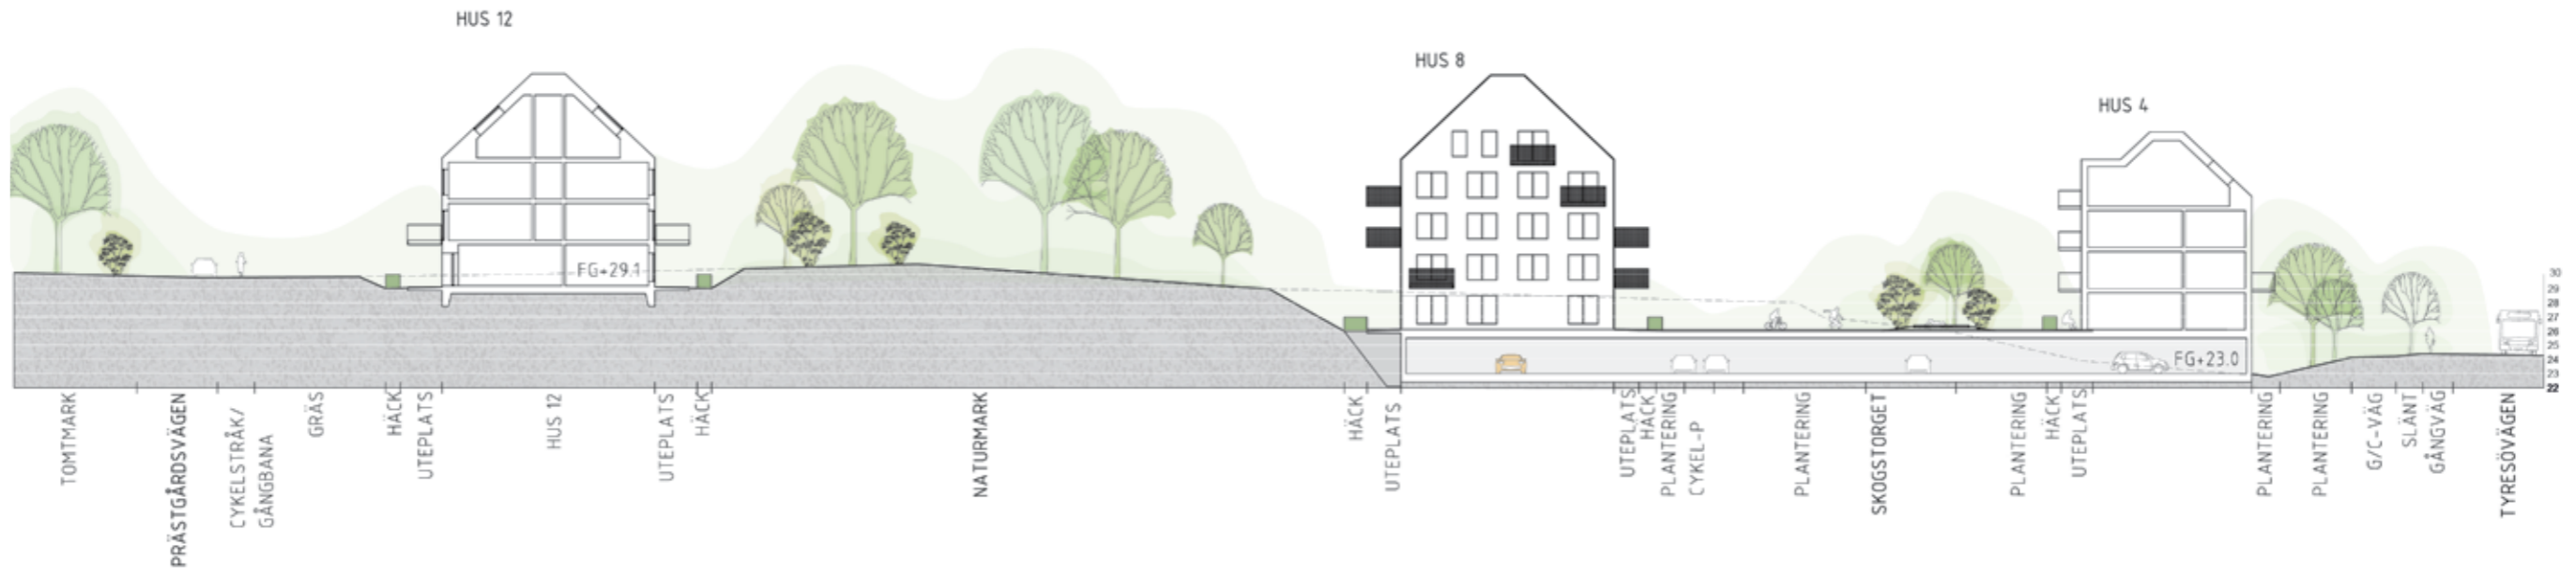 HUS 12
HUS 8
HUS 4
FG+29.1
FG+23.0
30
29
28
27
26
25
24
23
22
TOMTMARK
PRÄSTGÅRDSVÄGEN
CYKELSTRÅK/
GÅNGBANA
GRÄS
HÄCK
UTEPLATS
HUS 12
UTEPLATS
HÄCK
NATURMARK
HÄCK
UTEPLATS
UTEPLATS
HÄCK
PLANTERING
CYKEL-P
PLANTERING
SKOGSTORGET
PLANTERING
HÄCK
UTEPLATS
PLANTERING
PLANTERING
G/C-VÄG
SLÄNT
GÅNGVÄG
TYRESÖVÄGEN